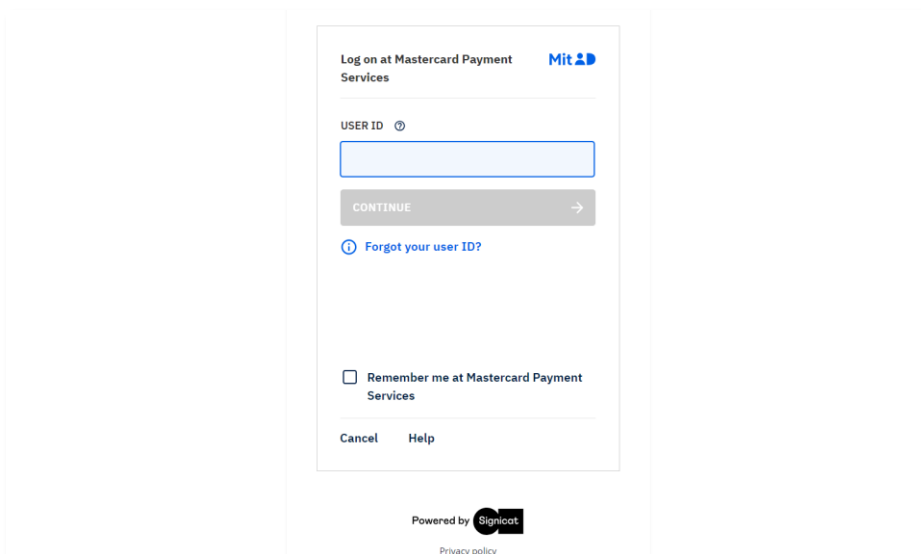 Log on at Mastercard Payment
Services
Mit D
USER ID
CONTINUE
Forgot your user ID?
Remember me at Mastercard Payment
Services
Cancel Help
Powered by Signicat
Privacy policy